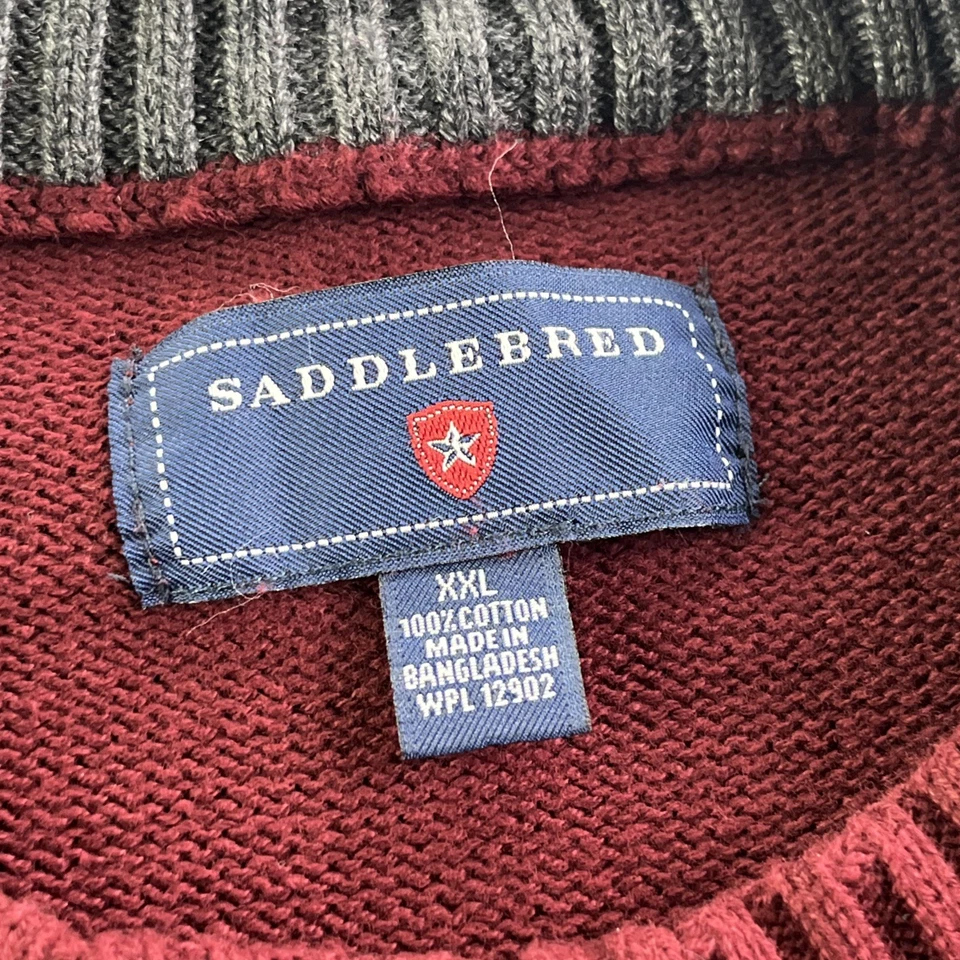 SADDLEBRED
XXL
100% COTTON
MADE IN
BANGLADESH
WPL 12902